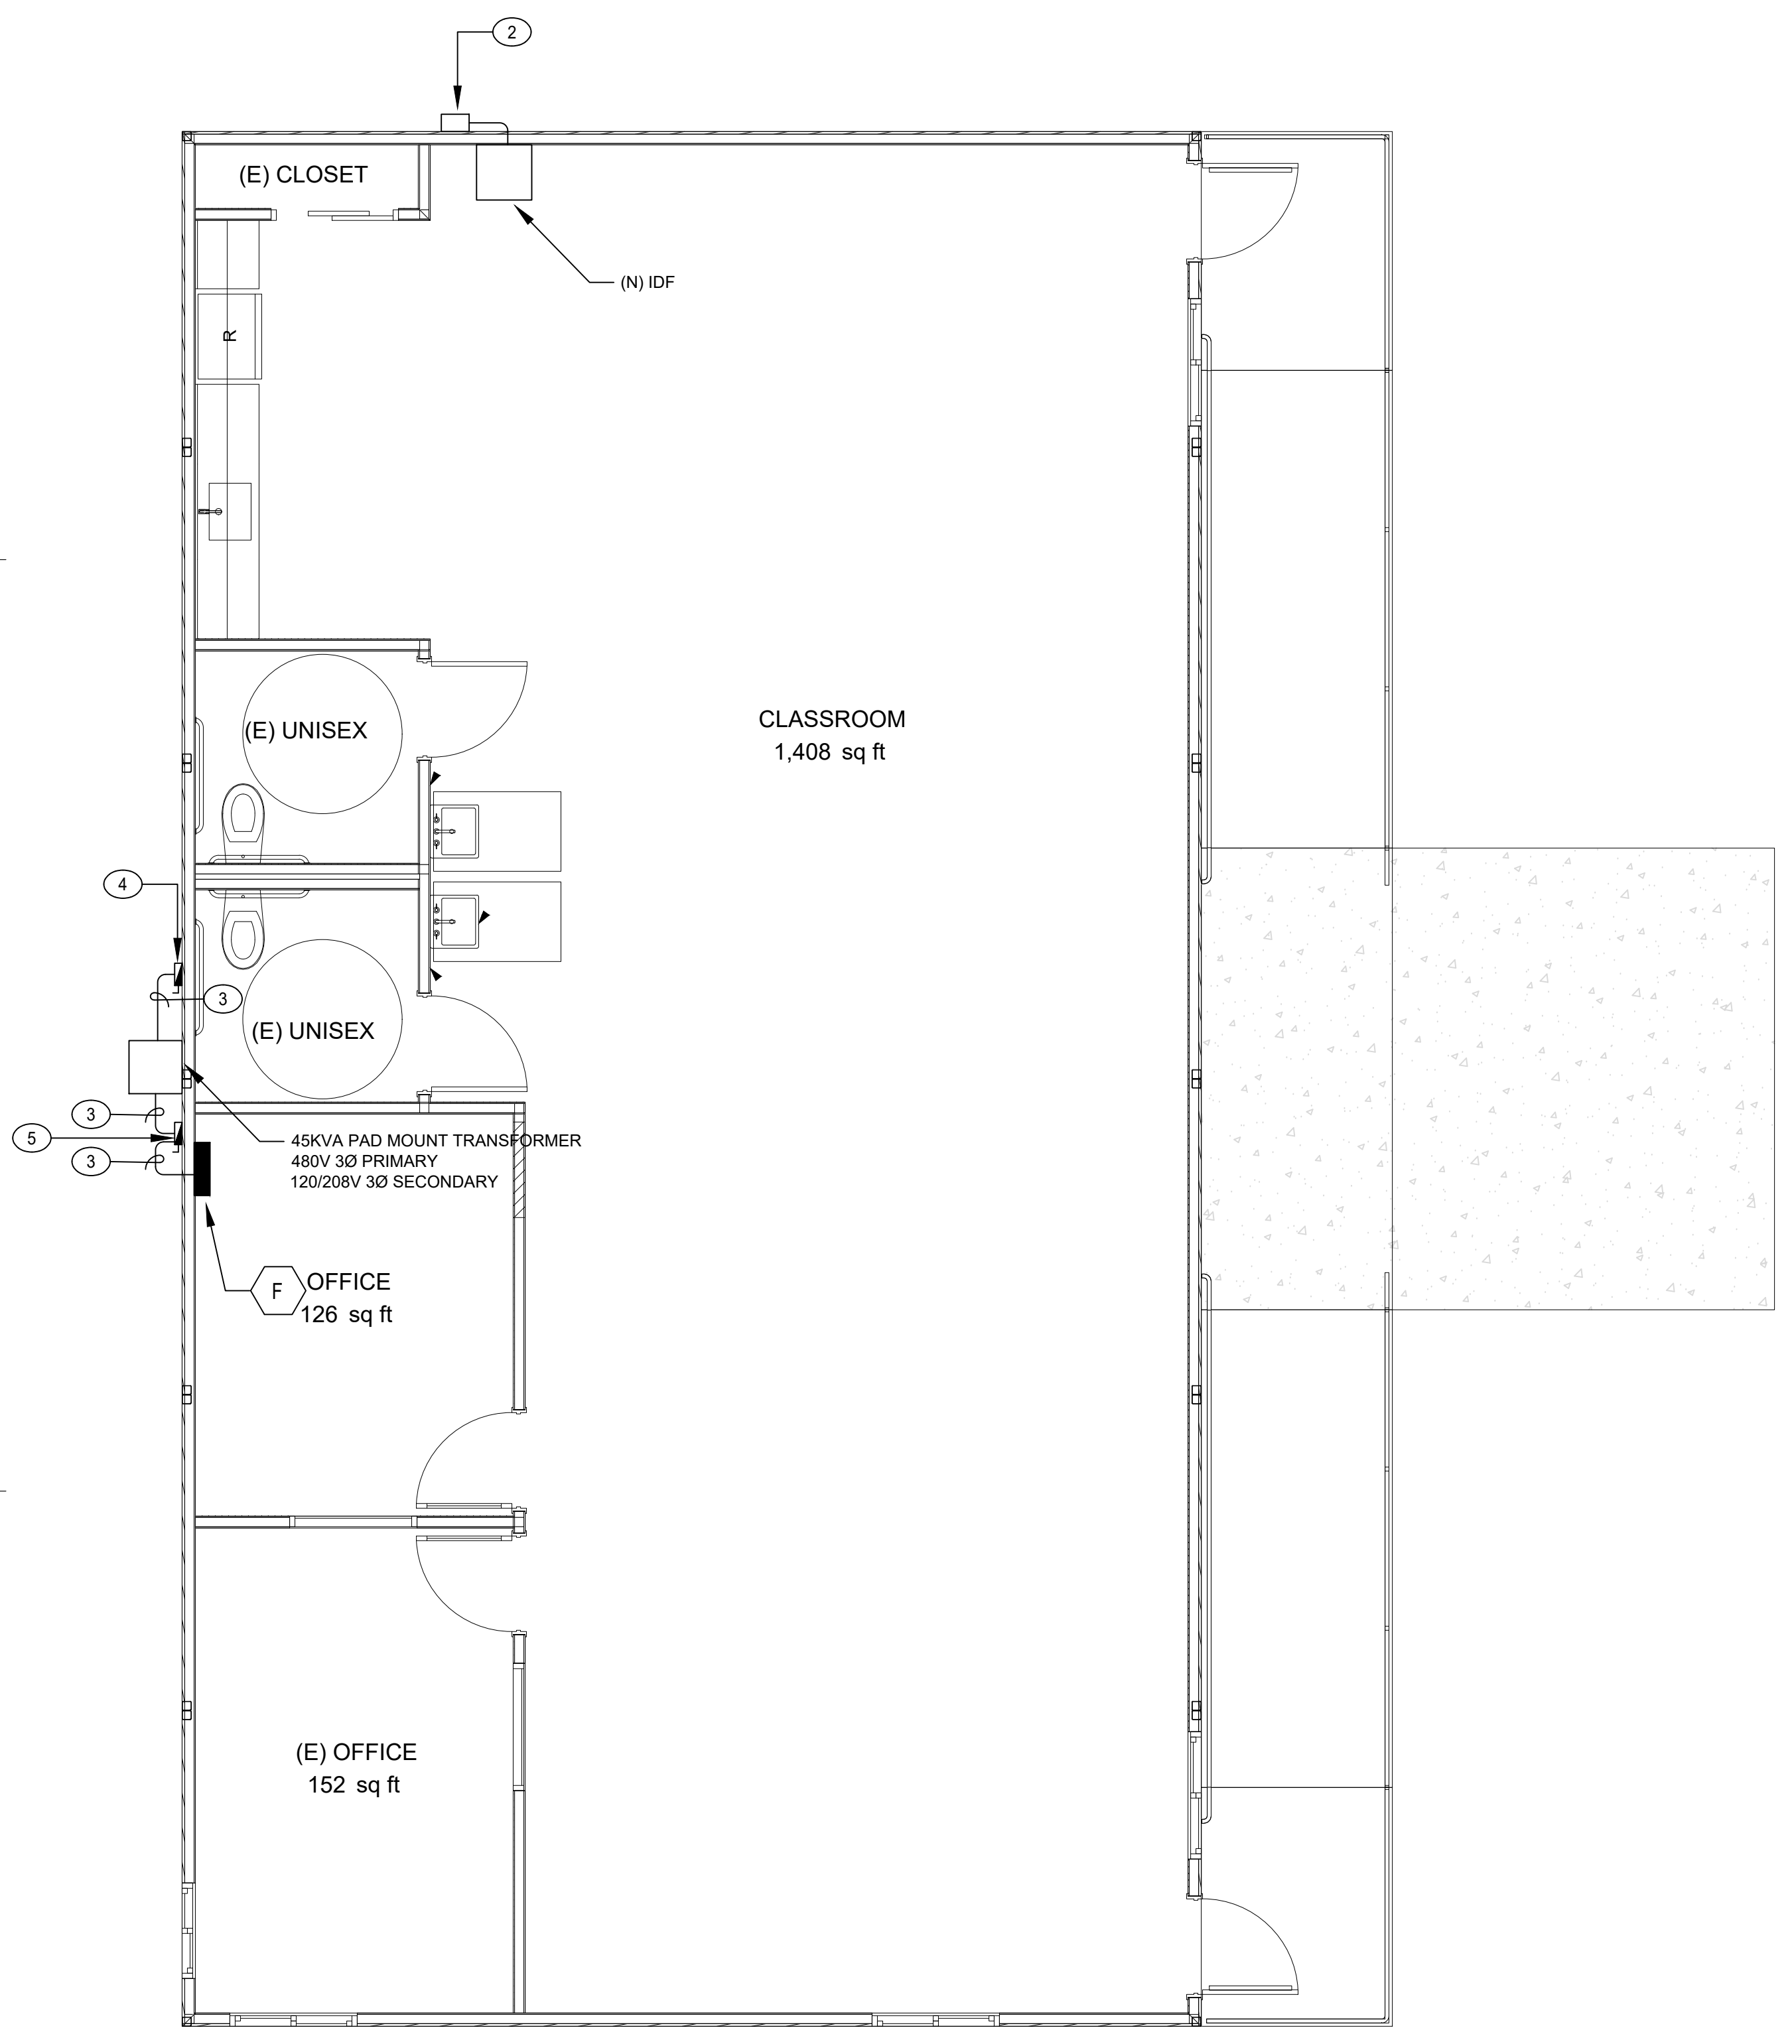 2
(E) CLOSET
(N) IDF
R
(E) UNISEX
CLASSROOM
1,408 sq ft
4
3
(E) UNISEX
3
5
3
45KVA PAD MOUNT TRANSFORMER
480V 3Ø PRIMARY
120/208V 3Ø SECONDARY
F
OFFICE
126 sq ft
(E) OFFICE
152 sq ft